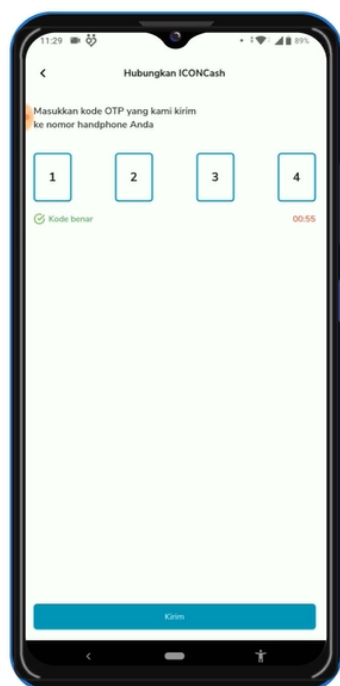 11:29 89%
Hubungkan ICONCash
Masukkan kode OTP yang kami kirim
ke nomor handphone Anda
1 2 3 4
Kode benar 00:55
Kirim